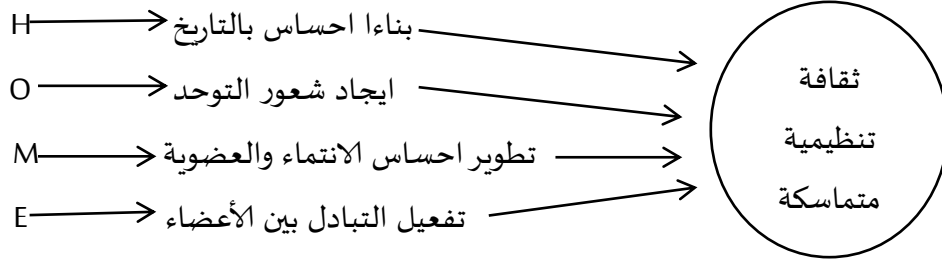 H بناءا احساس بالتاريخ
O ايجاد شعور التوحد
M تطوير احساس الانتماء والعضوية
E تفعيل التبادل بين الأعضاء
ثقافة
تنظيمية
متماسكة